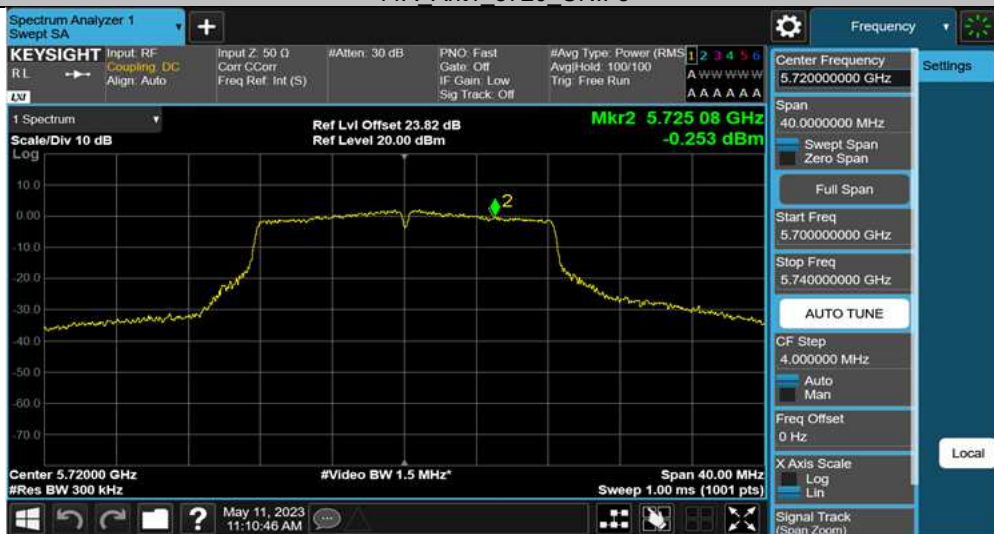 Spectrum Analyzer 1
Swept SA
+
Frequency
KEYSIGHT
RL
LXI
Input: RF
Coupling: DC
Align: Auto
Input Z: 50 Ω
Corr CCorr
Freq Ref: Int (S)
#Atten: 30 dB
PNO: Fast
Gate: Off
IF Gain: Low
Sig Track: Off
#Avg Type: Power (RMS
Avg|Hold: 100/100
Trig: Free Run
1 2 3 4 5 6
A W W W W W
A A A A A A
1 Spectrum
Scale/Div 10 dB
Log
Ref Lvl Offset 23.82 dB
Ref Level 20.00 dBm
Mkr2 5.725 08 GHz
-0.253 dBm
10.0
0.00
-10.0
-20.0
-30.0
-40.0
-50.0
-60.0
-70.0
2
Center 5.72000 GHz
#Res BW 300 kHz
#Video BW 1.5 MHz*
Span 40.00 MHz
Sweep 1.00 ms (1001 pts)
Center Frequency
5.720000000 GHz
Span
40.0000000 MHz
Swept Span
Zero Span
Full Span
Start Freq
5.700000000 GHz
Stop Freq
5.740000000 GHz
AUTO TUNE
CF Step
4.000000 MHz
Auto
Man
Freq Offset
0 Hz
X Axis Scale
Log
Lin
Signal Track
(Span Zoom)
Settings
Local
?
May 11, 2023
11:10:46 AM